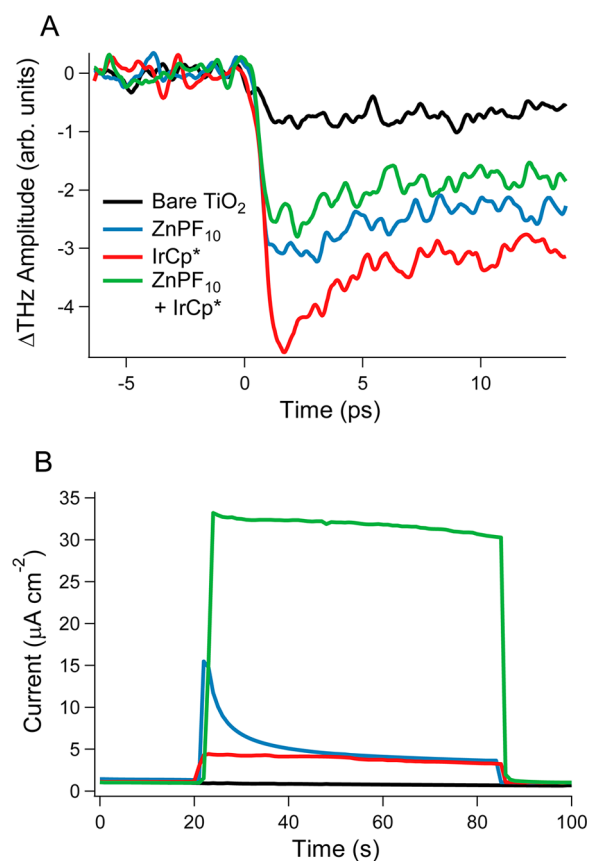 A
0
-1
-2
-3
-4
ΔTHz Amplitude (arb. units)
Bare TiO₂
ZnPF₁₀
IrCp*
ZnPF₁₀
+ IrCp*
-5
0
5
10
Time (ps)
B
35
30
25
20
15
10
5
0
Current (μA cm⁻²)
0
20
40
60
80
100
Time (s)